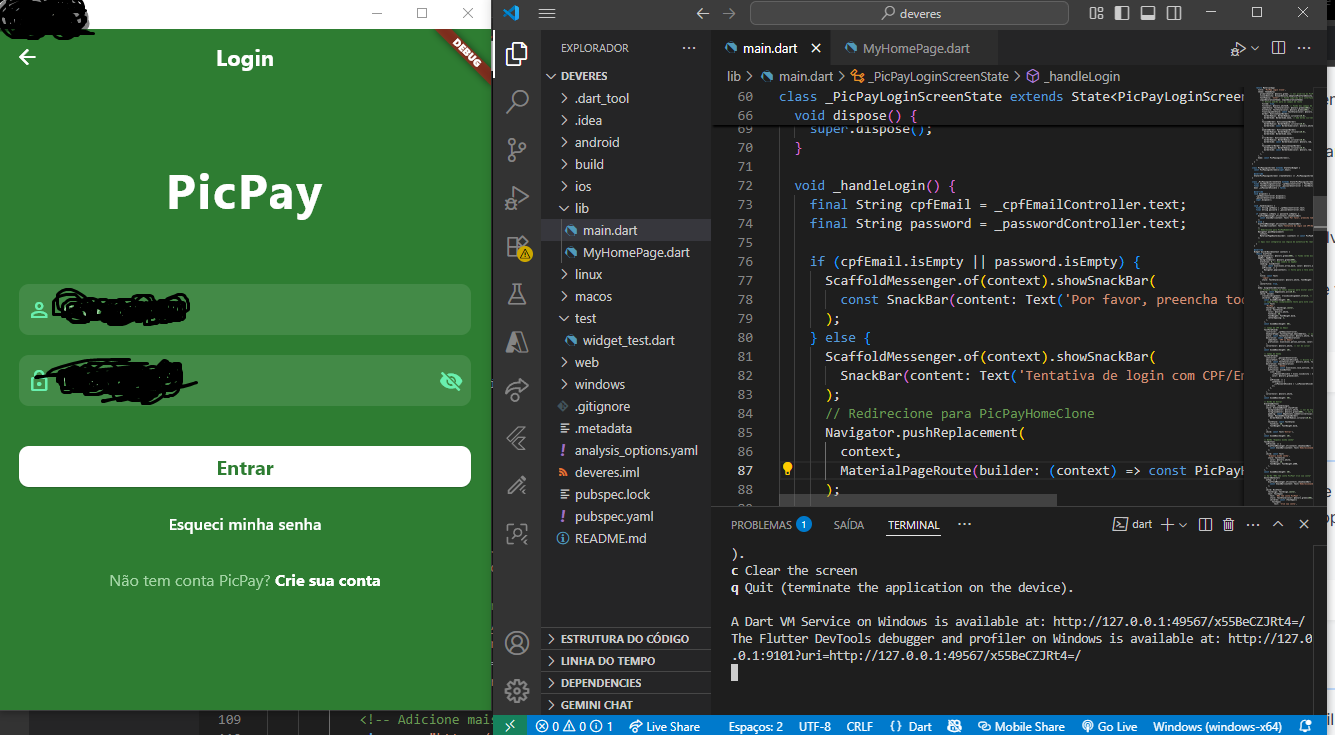 Login
DEBUG
PicPay
Entrar
Esqueci minha senha
Não tem conta PicPay? Crie sua conta
109 <!-- Adicione mais
deveres
EXPLORADOR
DEVERES
.dart_tool
.idea
android
build
ios
lib
main.dart
MyHomePage.dart
linux
macos
test
widget_test.dart
web
windows
.gitignore
.metadata
analysis_options.yaml
deveres.iml
pubspec.lock
pubspec.yaml
README.md
ESTRUTURA DO CÓDIGO
LINHA DO TEMPO
DEPENDENCIES
GEMINI CHAT
main.dart
MyHomePage.dart
lib > main.dart > _PicPayLoginScreenState > _handleLogin
60 class _PicPayLoginScreenState extends State<PicPayLoginScreen
66 void dispose() {
69 super.dispose();
70 }
71
72 void _handleLogin() {
73 final String cpfEmail = _cpfEmailController.text;
74 final String password = _passwordController.text;
75
76 if (cpfEmail.isEmpty || password.isEmpty) {
77 ScaffoldMessenger.of(context).showSnackBar(
78 const SnackBar(content: Text('Por favor, preencha too
79 );
80 } else {
81 ScaffoldMessenger.of(context).showSnackBar(
82 SnackBar(content: Text('Tentativa de login com CPF/Em
83 );
84 // Redirecione para PicPayHomeClone
85 Navigator.pushReplacement(
86 context,
87 MaterialPageRoute(builder: (context) => const PicPayH
88 );
PROBLEMAS 1 SAÍDA TERMINAL ... dart
).
c Clear the screen
q Quit (terminate the application on the device).
A Dart VM Service on Windows is available at: http://127.0.0.1:49567/x55BeCZJRt4=/
The Flutter DevTools debugger and profiler on Windows is available at: http://127.0
.0.1:9101?uri=http://127.0.0.1:49567/x55BeCZJRt4=/
0 0 1 Live Share Espaços: 2 UTF-8 CRLF {} Dart Mobile Share Go Live Windows (windows-x64)